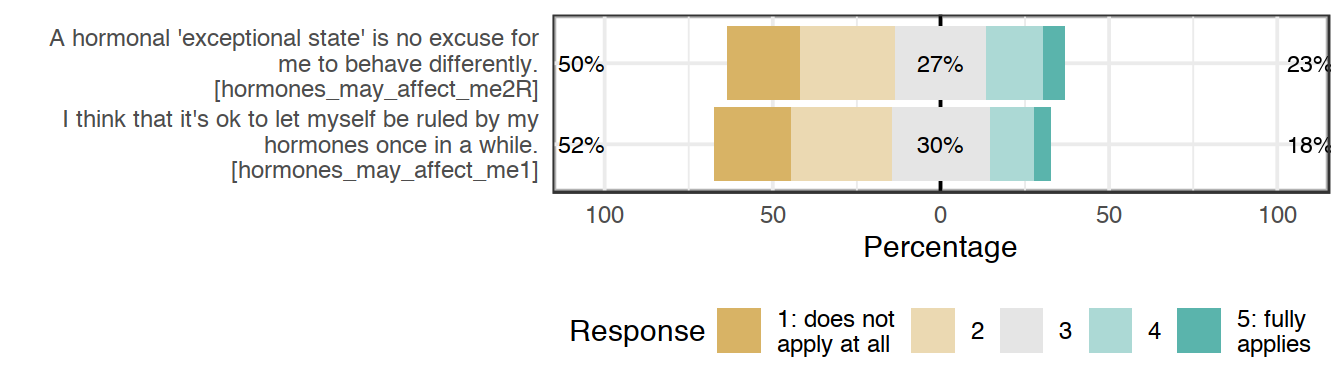 A hormonal 'exceptional state' is no excuse for
me to behave differently.
[hormones_may_affect_me2R]
50%
27%
23%
I think that it's ok to let myself be ruled by my
hormones once in a while.
[hormones_may_affect_me1]
52%
30%
18%
100 50 0 50 100
Percentage
Response
1: does not
apply at all
2
3
4
5: fully
applies